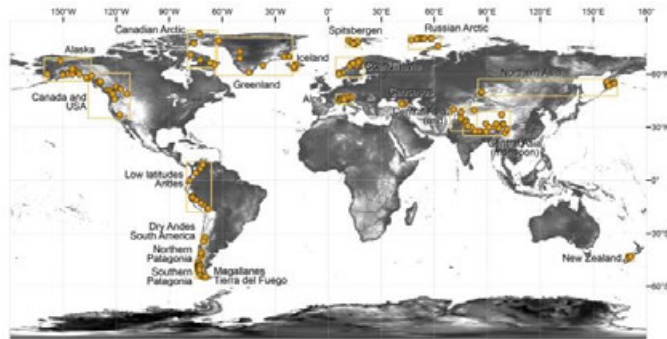 150°W 120°W 90°W 60°W 30°W 0° 30°E 60°E 90°E 120°E 150°E 180°
Canadian Arctic
Spitsbergen
Russian Arctic
Alaska
Iceland
Greenland
Northern Asia
Caucasus
Alps
Canada and
USA
60°N
30°N
0°
30°S
60°S
Low latitudes
Andes
Dry Andes
South America
Northern
Patagonia
Southern
Patagonia
Magallanes
Tierra del Fuego
New Zealand